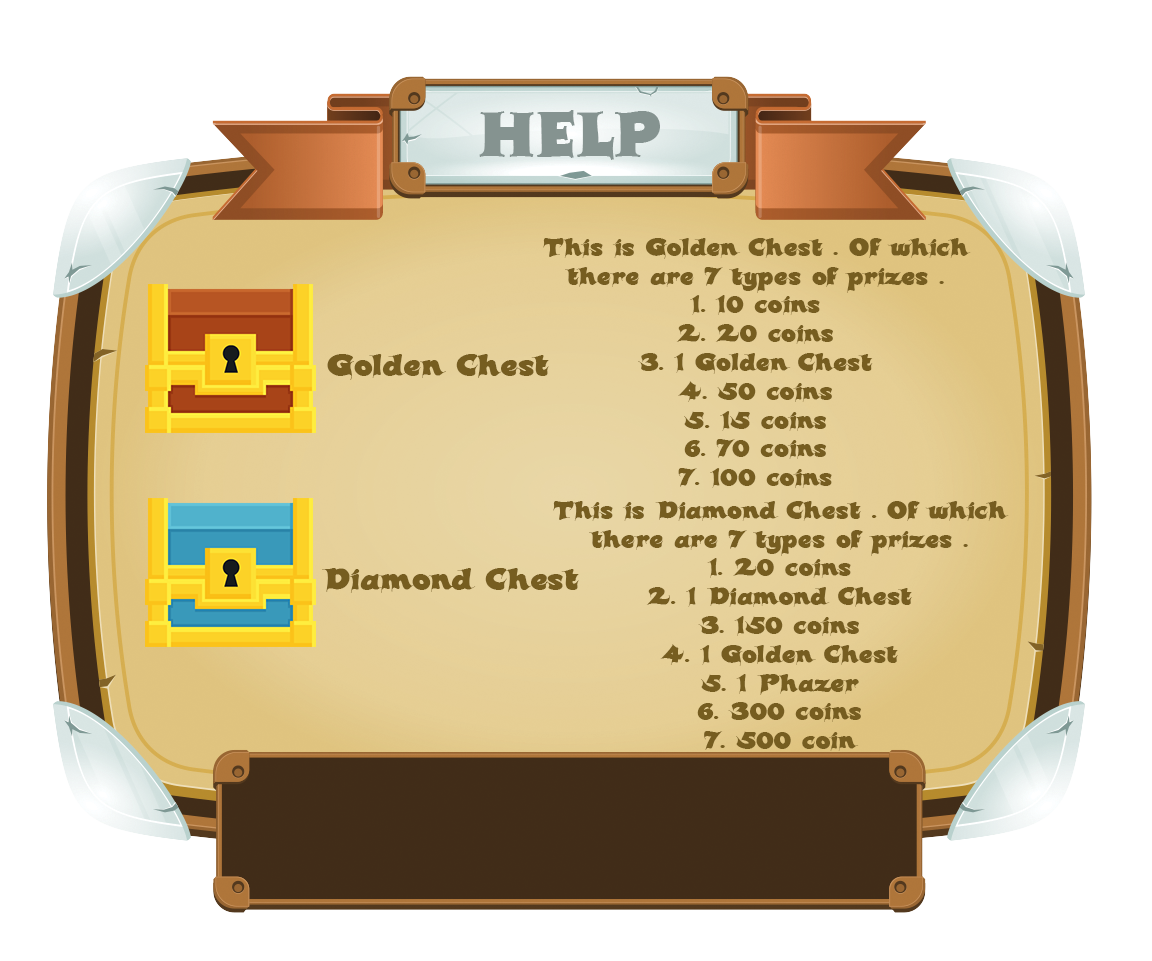 HELP
This is Golden Chest . Of which
there are 7 types of prizes .
1. 10 coins
2. 20 coins
3. 1 Golden Chest
4. 50 coins
5. 15 coins
6. 70 coins
7. 100 coins
Golden Chest
This is Diamond Chest . Of which
there are 7 types of prizes .
1. 20 coins
2. 1 Diamond Chest
3. 150 coins
4. 1 Golden Chest
5. 1 Phazer
6. 300 coins
7. 500 coin
Diamond Chest